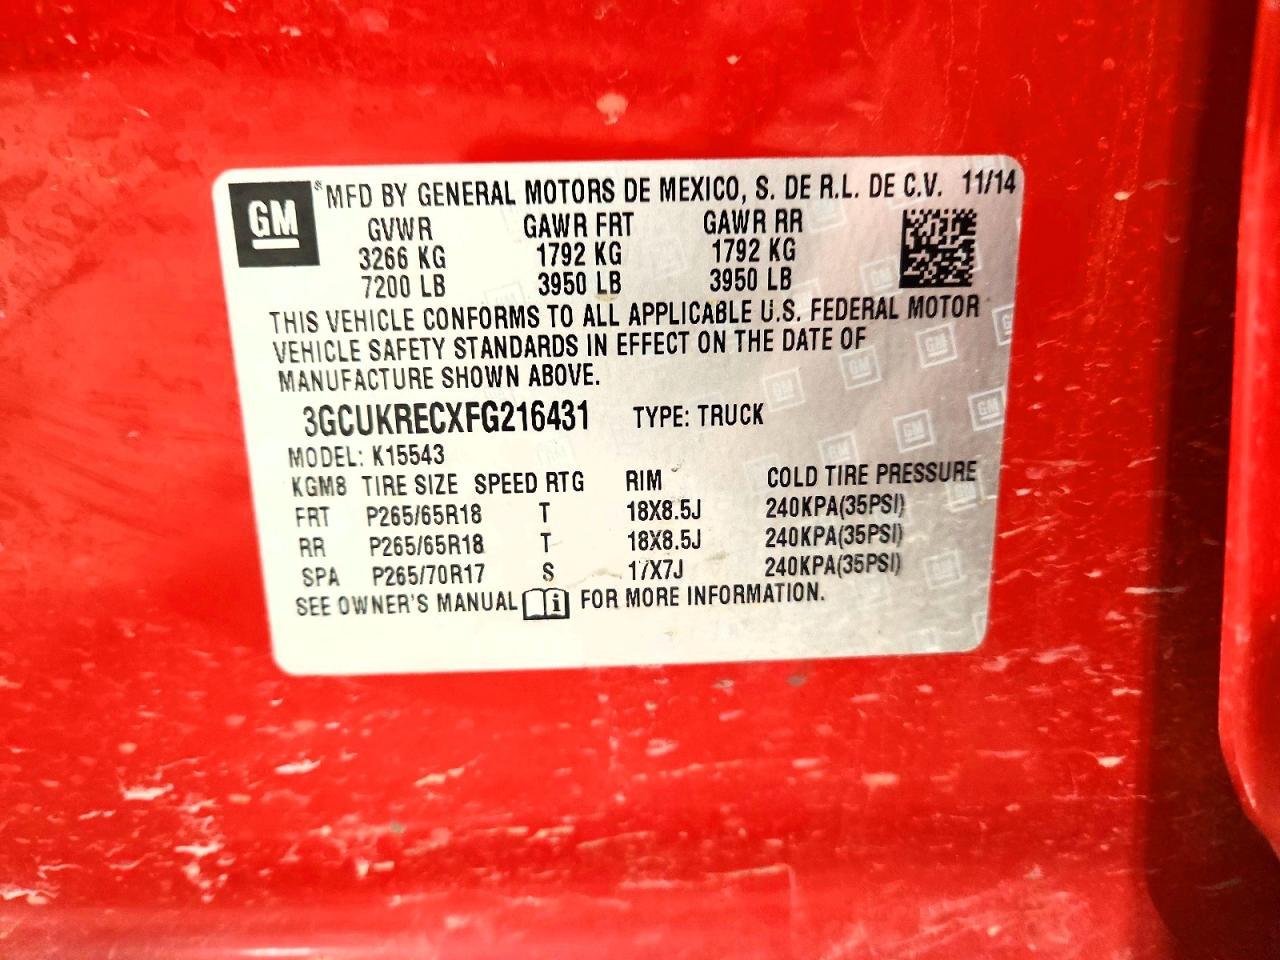 GM ® MFD BY GENERAL MOTORS DE MEXICO, S. DE R.L. DE C.V. 11/14
GVWR GAWR FRT GAWR RR
3266 KG 1792 KG 1792 KG
7200 LB 3950 LB 3950 LB
THIS VEHICLE CONFORMS TO ALL APPLICABLE U.S. FEDERAL MOTOR
VEHICLE SAFETY STANDARDS IN EFFECT ON THE DATE OF
MANUFACTURE SHOWN ABOVE.
3GCUKRECXFG216431 TYPE: TRUCK
MODEL: K15543
KGM8 TIRE SIZE SPEED RTG RIM COLD TIRE PRESSURE
FRT P265/65R18 T 18X8.5J 240KPA(35PSI)
RR P265/65R18 T 18X8.5J 240KPA(35PSI)
SPA P265/70R17 S 17X7J 240KPA(35PSI)
SEE OWNER'S MANUAL i FOR MORE INFORMATION.